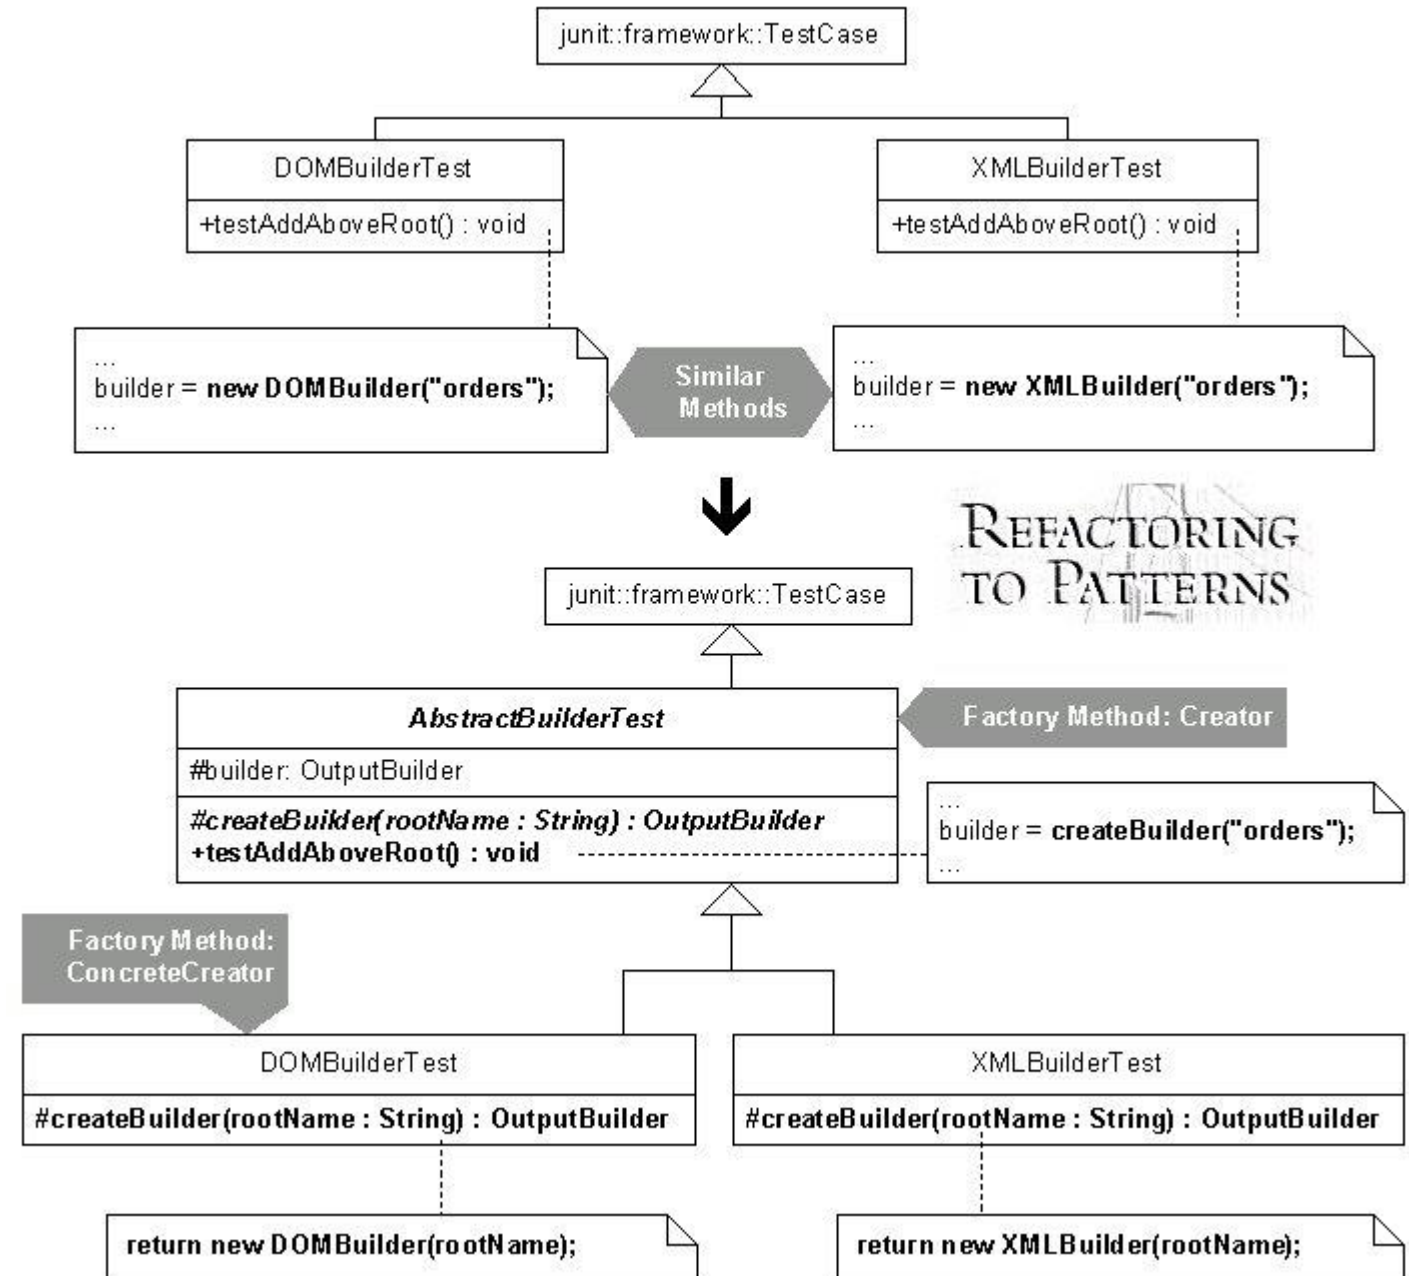 junit::framework::TestCase
DOMBuilderTest
+testAddAboveRoot() : void
XMLBuilderTest
+testAddAboveRoot() : void
...
builder = new DOMBuilder("orders");
...
Similar
Methods
...
builder = new XMLBuilder("orders");
...
REFACTORING
TO PATTERNS
junit::framework::TestCase
AbstractBuilderTest
Factory Method: Creator
#builder: OutputBuilder
#createBuilder(rootName : String) : OutputBuilder
+testAddAboveRoot() : void
...
builder = createBuilder("orders");
...
Factory Method:
ConcreteCreator
DOMBuilderTest
#createBuilder(rootName : String) : OutputBuilder
XMLBuilderTest
#createBuilder(rootName : String) : OutputBuilder
return new DOMBuilder(rootName);
return new XMLBuilder(rootName);